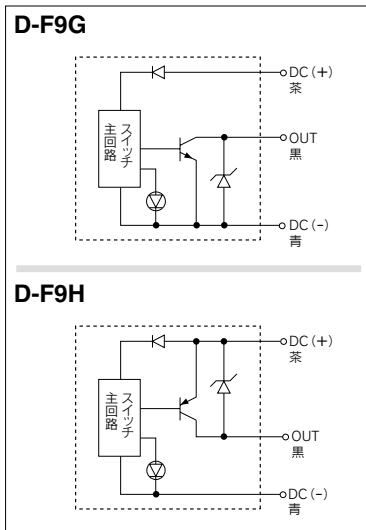 D-F9G
DC(+)
茶
スイッチ
主回路
OUT
黒
DC(-)
青
D-F9H
DC(+)
茶
スイッチ
主回路
OUT
黒
DC(-)
青